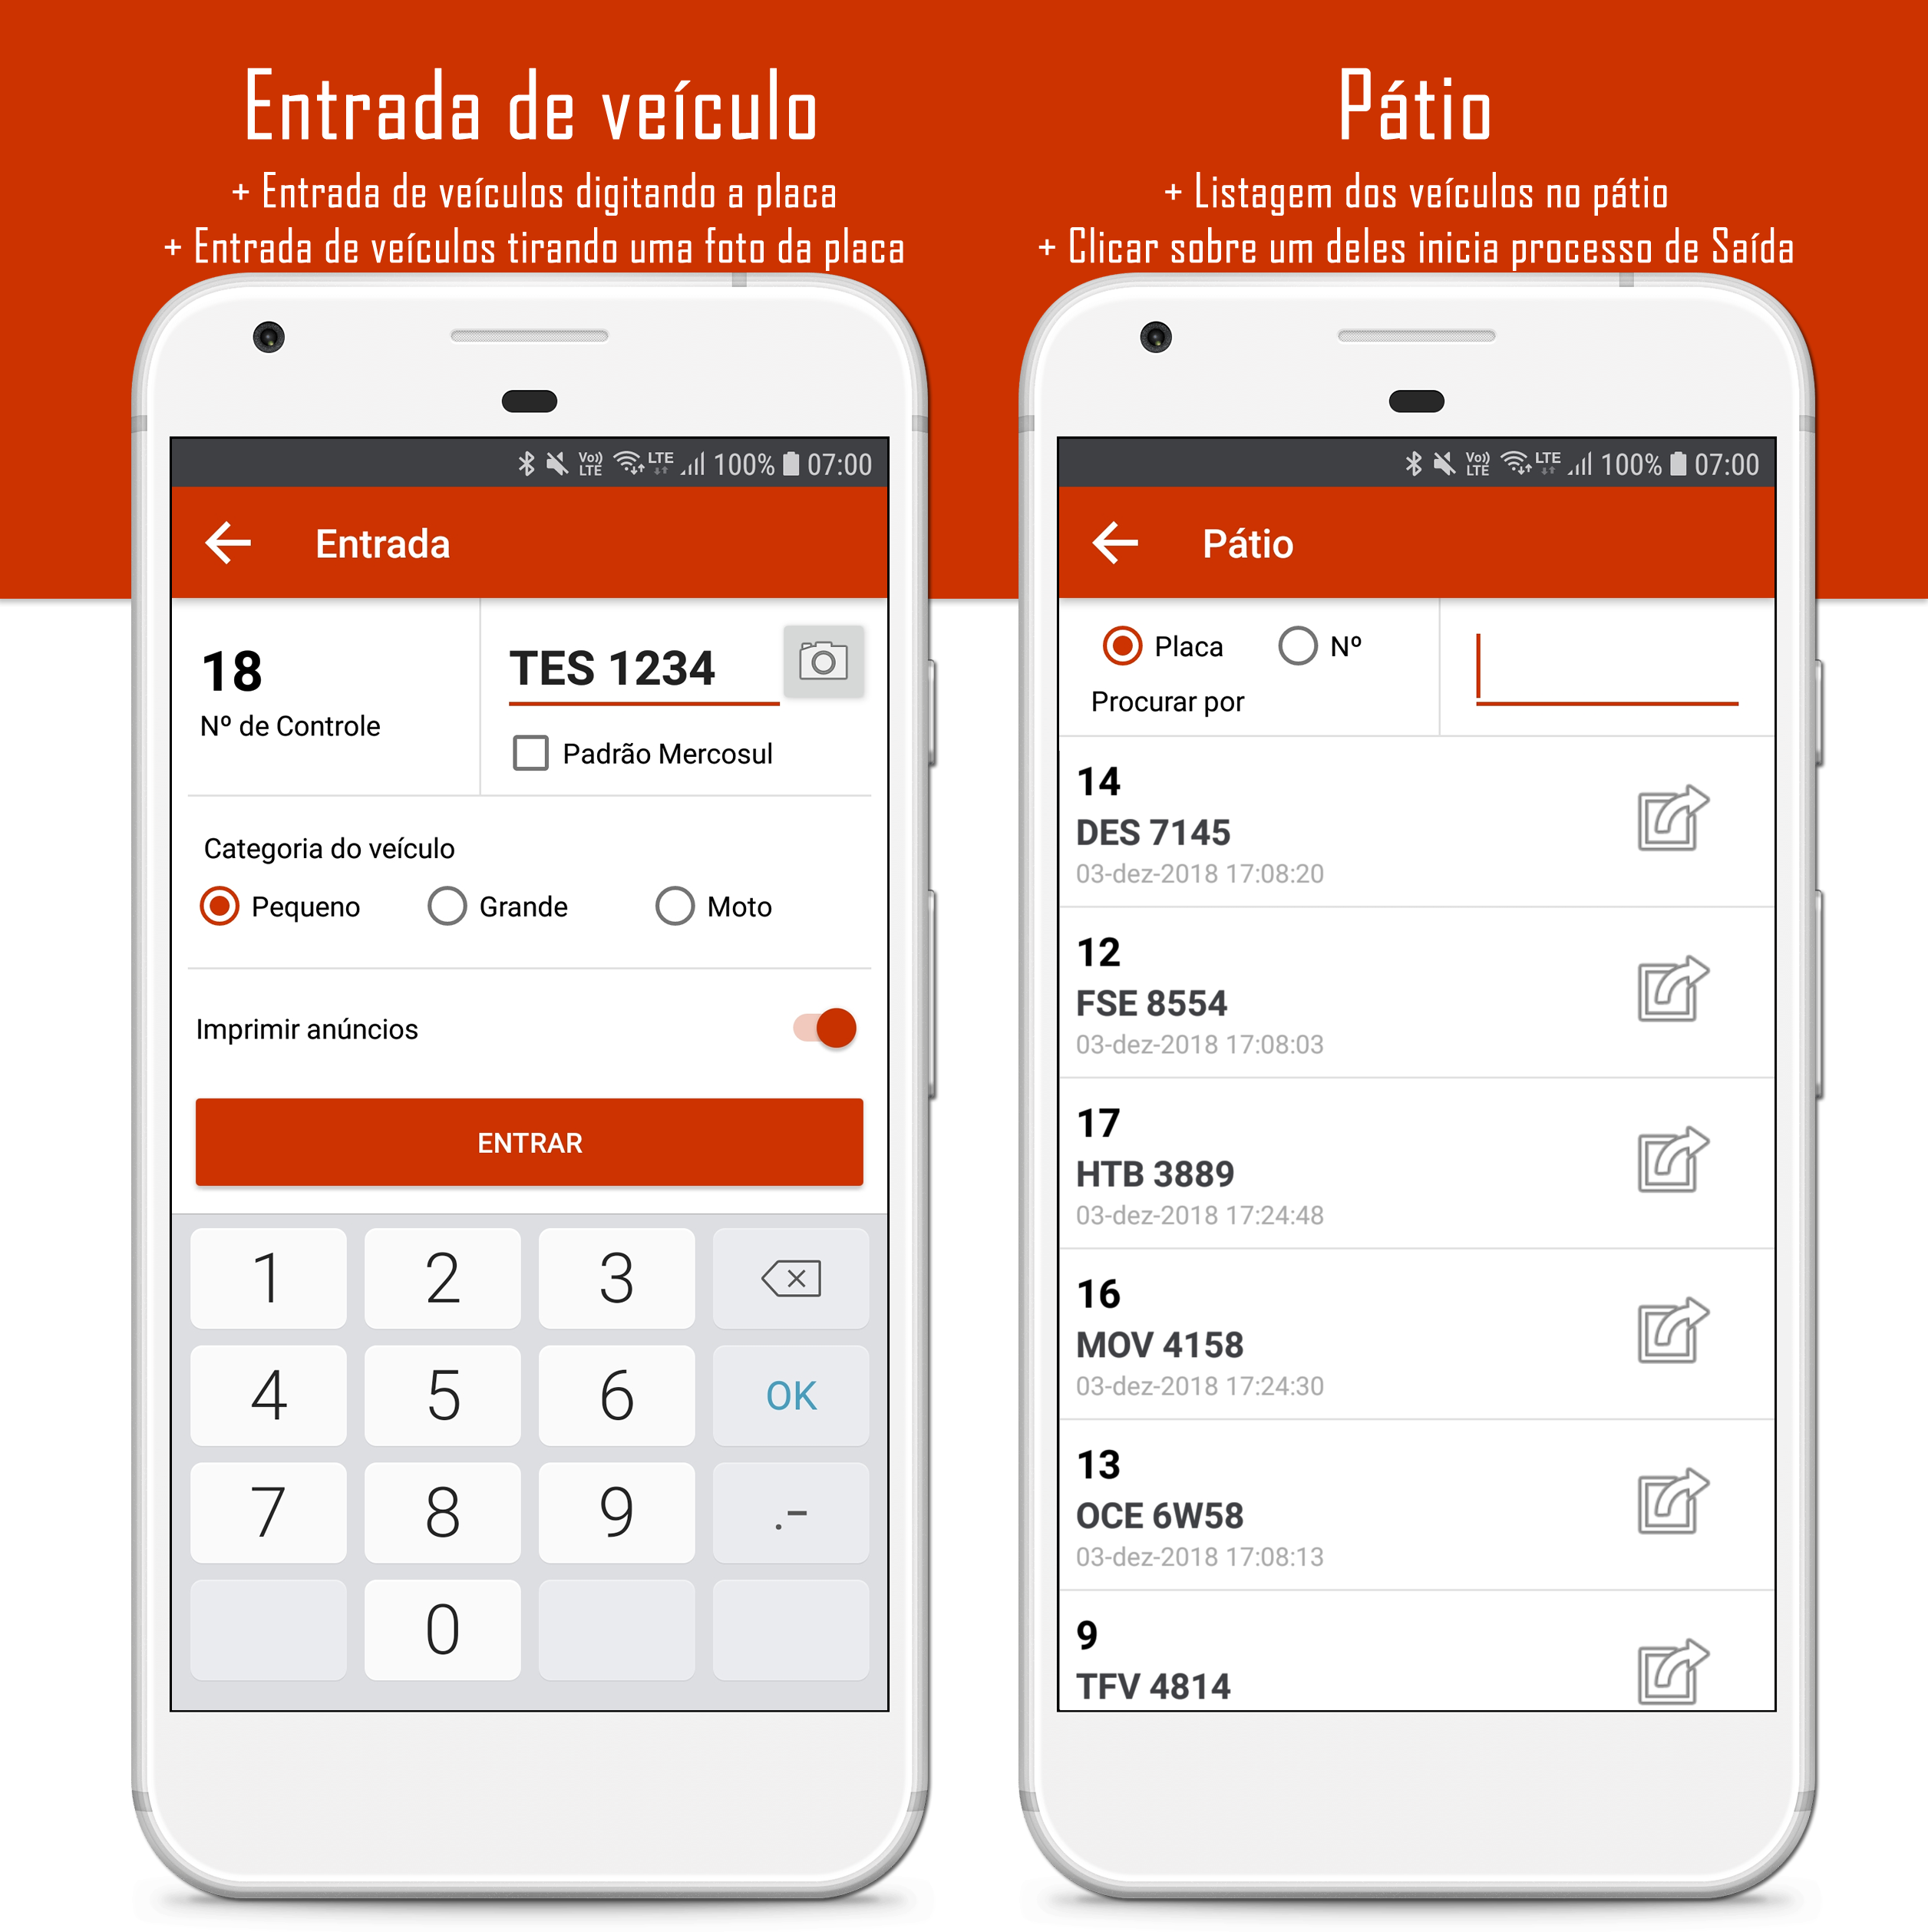 Entrada de veículo
+ Entrada de veículos digitando a placa
+ Entrada de veículos tirando uma foto da placa
Vo)) LTE LTE 100% 07:00
Entrada
18
Nº de Controle
TES 1234
Padrão Mercosul
Categoria do veículo
Pequeno Grande Moto
Imprimir anúncios
ENTRAR
1 2 3
4 5 6 OK
7 8 9 .-
0
Pátio
+ Listagem dos veículos no pátio
+ Clicar sobre um deles inicia processo de Saída
Vo)) LTE LTE 100% 07:00
Pátio
Placa Nº
Procurar por
14
DES 7145
03-dez-2018 17:08:20
12
FSE 8554
03-dez-2018 17:08:03
17
HTB 3889
03-dez-2018 17:24:48
16
MOV 4158
03-dez-2018 17:24:30
13
OCE 6W58
03-dez-2018 17:08:13
9
TFV 4814